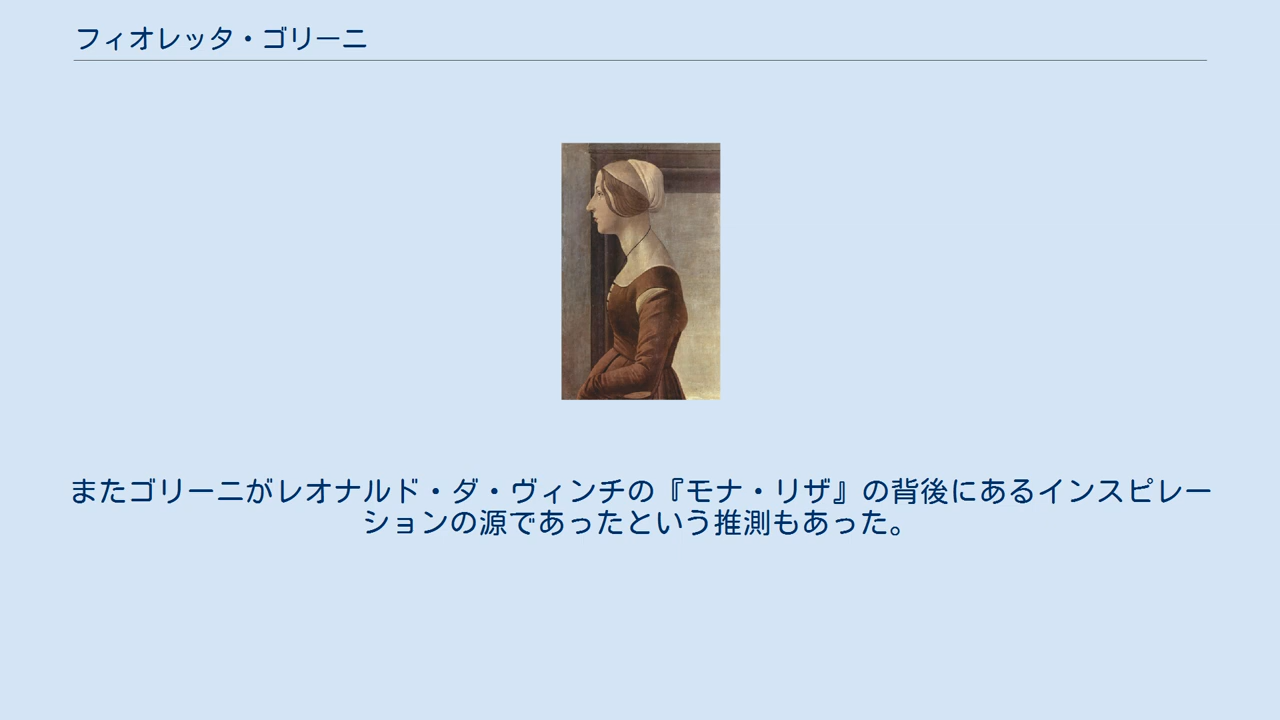 フィオレッタ・ゴリーニ
またゴリーニがレオナルド・ダ・ヴィンチの『モナ・リザ』の背後にあるインスピレー
ションの源であったという推測もあった。